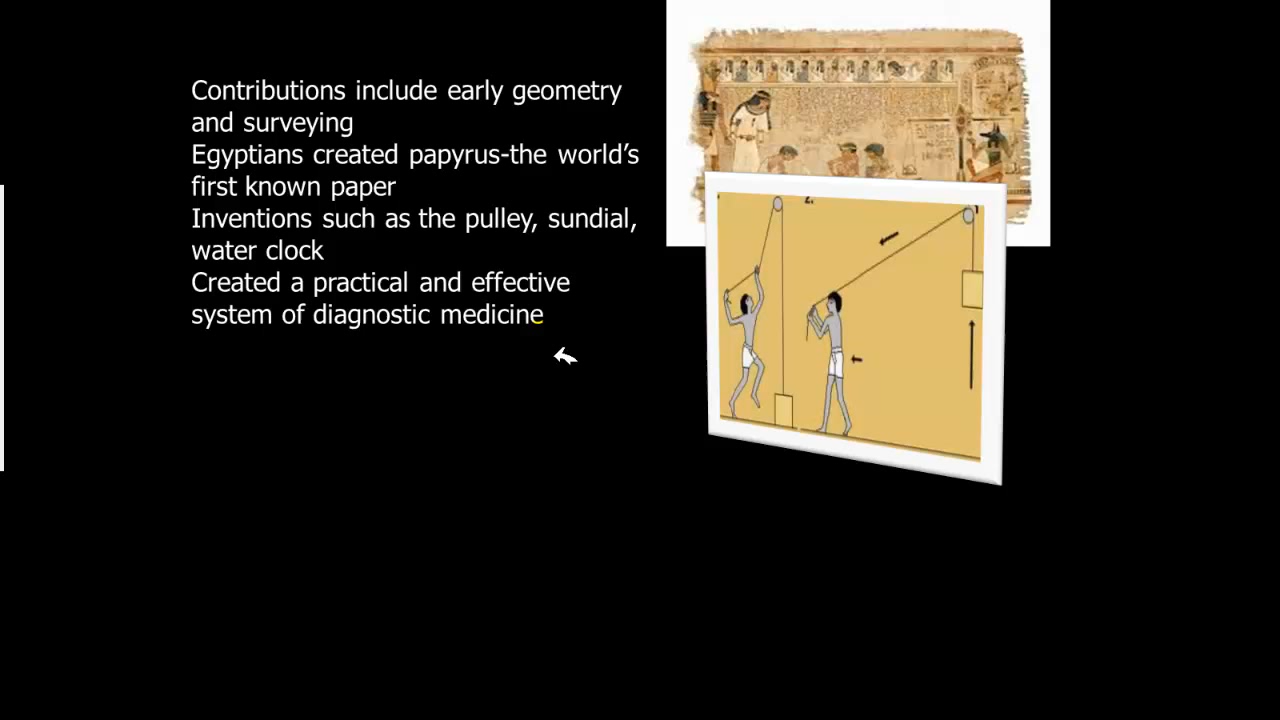 Contributions include early geometry
and surveying
Egyptians created papyrus-the world’s
first known paper
Inventions such as the pulley, sundial,
water clock
Created a practical and effective
system of diagnostic medicine
2.